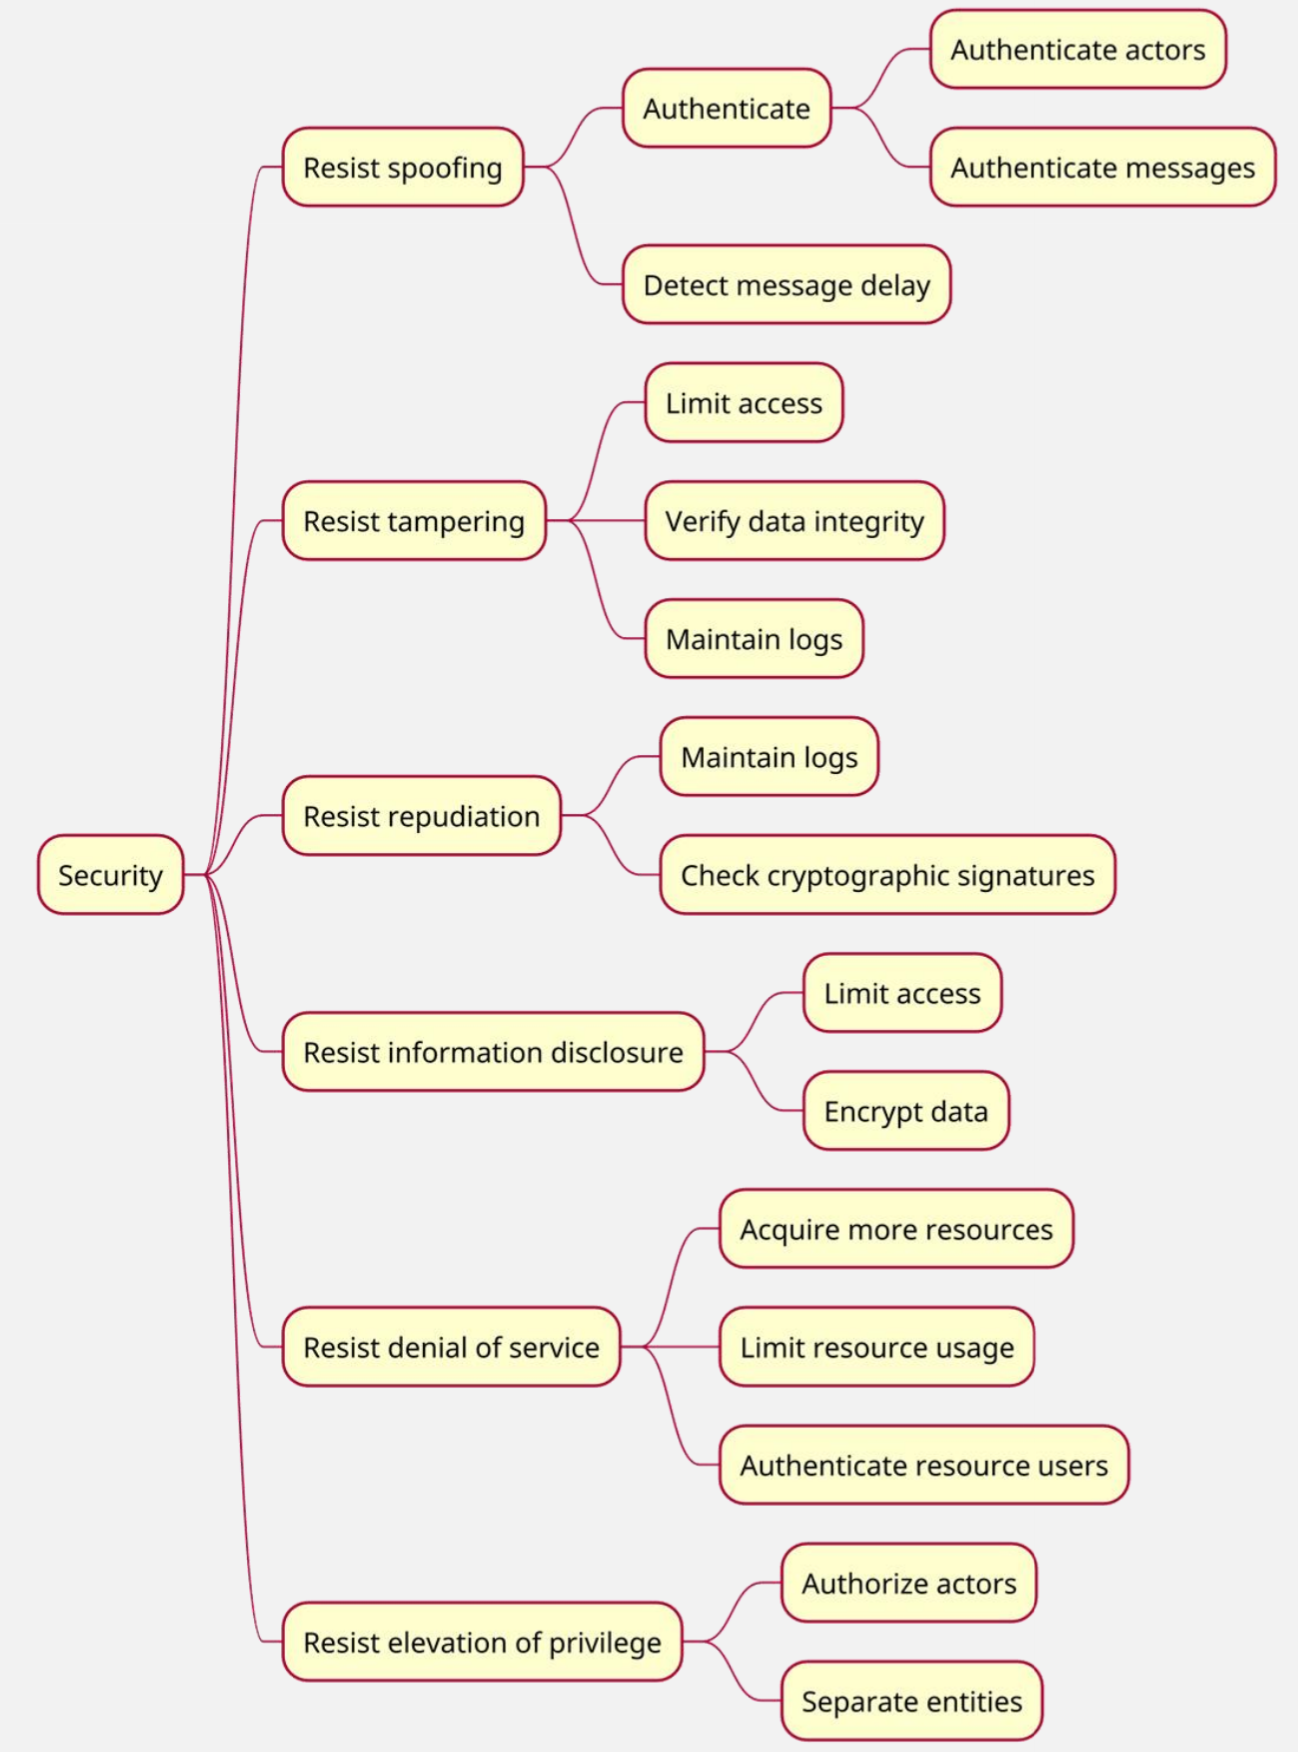 Security
Resist spoofing
Authenticate
Authenticate actors
Authenticate messages
Detect message delay
Resist tampering
Limit access
Verify data integrity
Maintain logs
Resist repudiation
Maintain logs
Check cryptographic signatures
Resist information disclosure
Limit access
Encrypt data
Resist denial of service
Acquire more resources
Limit resource usage
Authenticate resource users
Resist elevation of privilege
Authorize actors
Separate entities